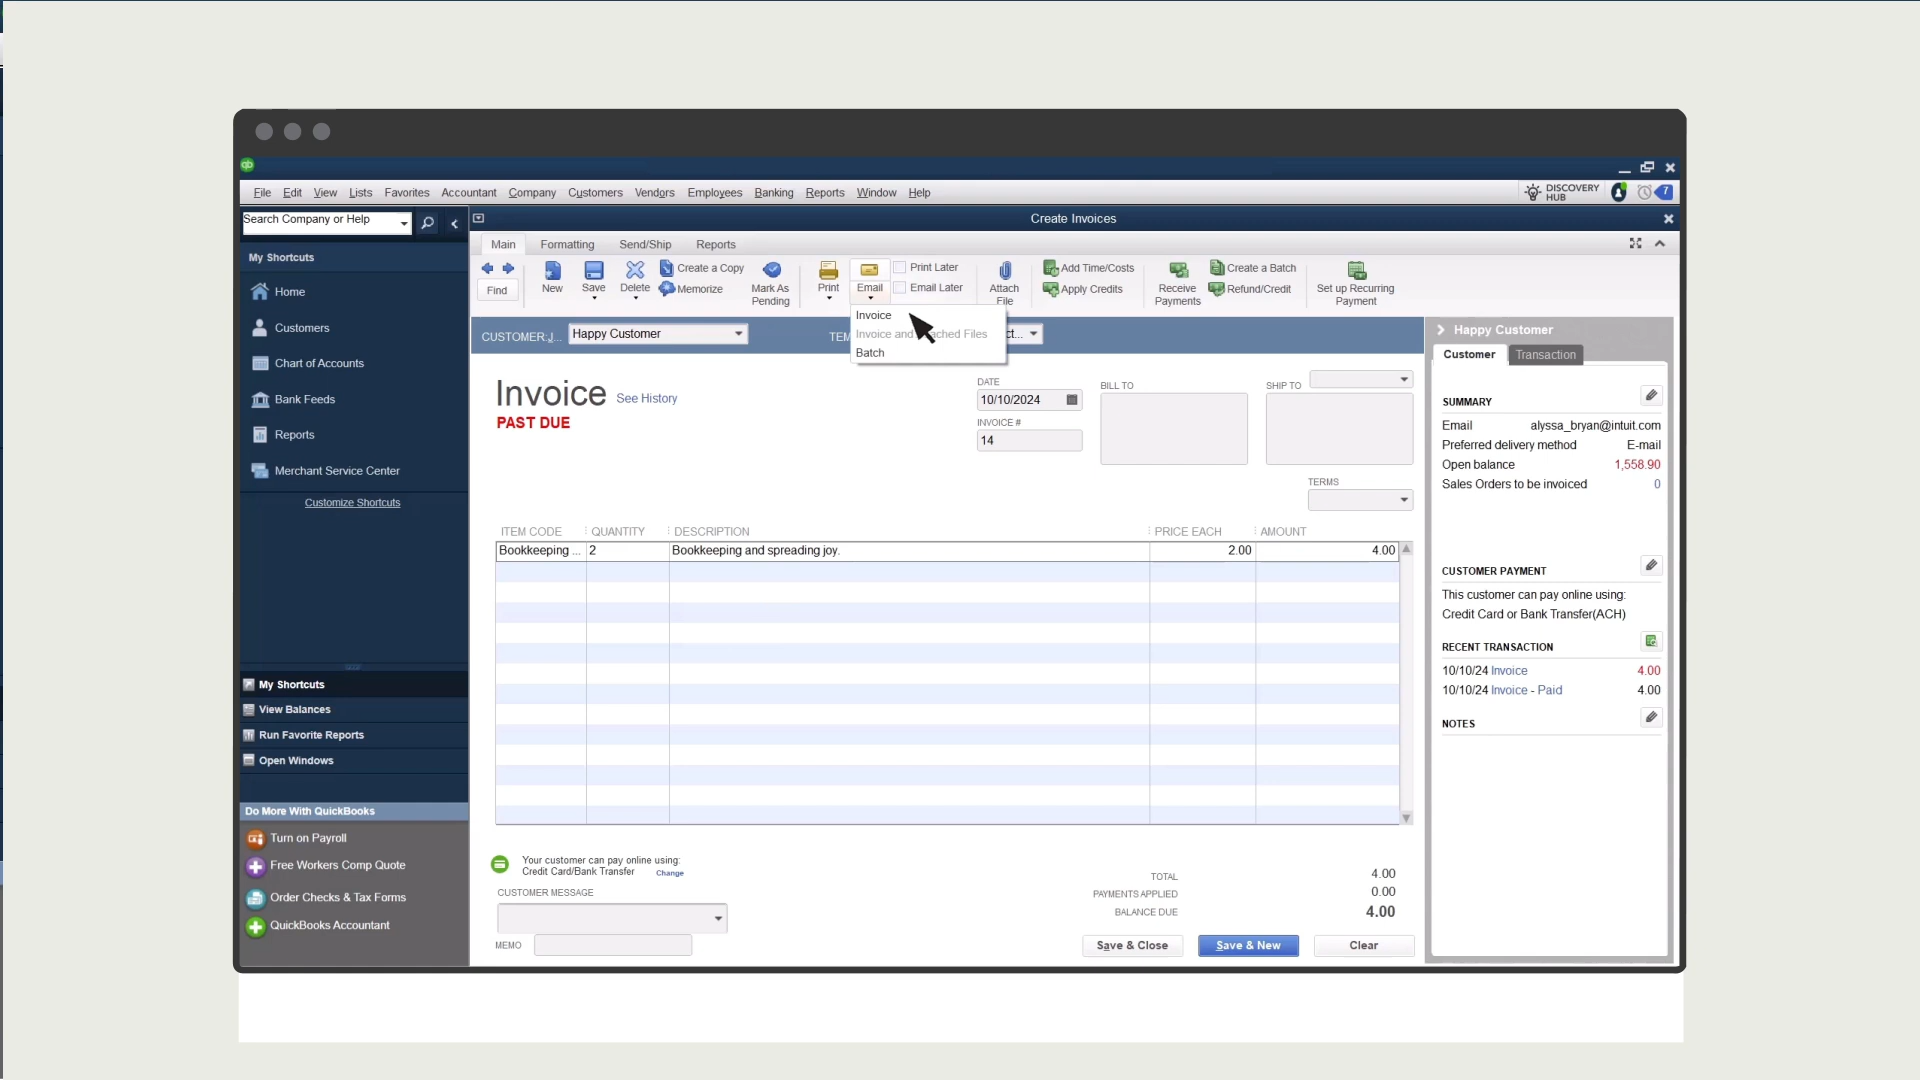 File Edit View Lists Favorites Accountant Company Customers Vendors Employees Banking Reports Window Help
DISCOVERY
HUB
7
Search Company or Help
Create Invoices
My Shortcuts
Home
Customers
Chart of Accounts
Bank Feeds
Reports
Merchant Service Center
Customize Shortcuts
My Shortcuts
View Balances
Run Favorite Reports
Open Windows
Do More With QuickBooks
Turn on Payroll
Free Workers Comp Quote
Order Checks & Tax Forms
QuickBooks Accountant
Main Formatting Send/Ship Reports
Find
New
Save
Delete
Create a Copy
Memorize
Mark As
Pending
Print
Email
Print Later
Email Later
Attach
File
Add Time/Costs
Apply Credits
Receive
Payments
Create a Batch
Refund/Credit
Set up Recurring
Payment
Invoice
Invoice and ached Files
Batch
CUSTOMER:J... Happy Customer TEM ct...
Invoice See History
PAST DUE
DATE
10/10/2024
INVOICE #
14
BILL TO
SHIP TO
TERMS
ITEM CODE QUANTITY DESCRIPTION PRICE EACH AMOUNT
Bookkeeping ... 2 Bookkeeping and spreading joy. 2.00 4.00
Your customer can pay online using:
Credit Card/Bank Transfer Change
CUSTOMER MESSAGE
MEMO
TOTAL 4.00
PAYMENTS APPLIED 0.00
BALANCE DUE 4.00
Save & Close Save & New Clear
Happy Customer
Customer Transaction
SUMMARY
Email alyssa_bryan@intuit.com
Preferred delivery method E-mail
Open balance 1,558.90
Sales Orders to be invoiced 0
CUSTOMER PAYMENT
This customer can pay online using:
Credit Card or Bank Transfer(ACH)
RECENT TRANSACTION
10/10/24 Invoice 4.00
10/10/24 Invoice - Paid 4.00
NOTES